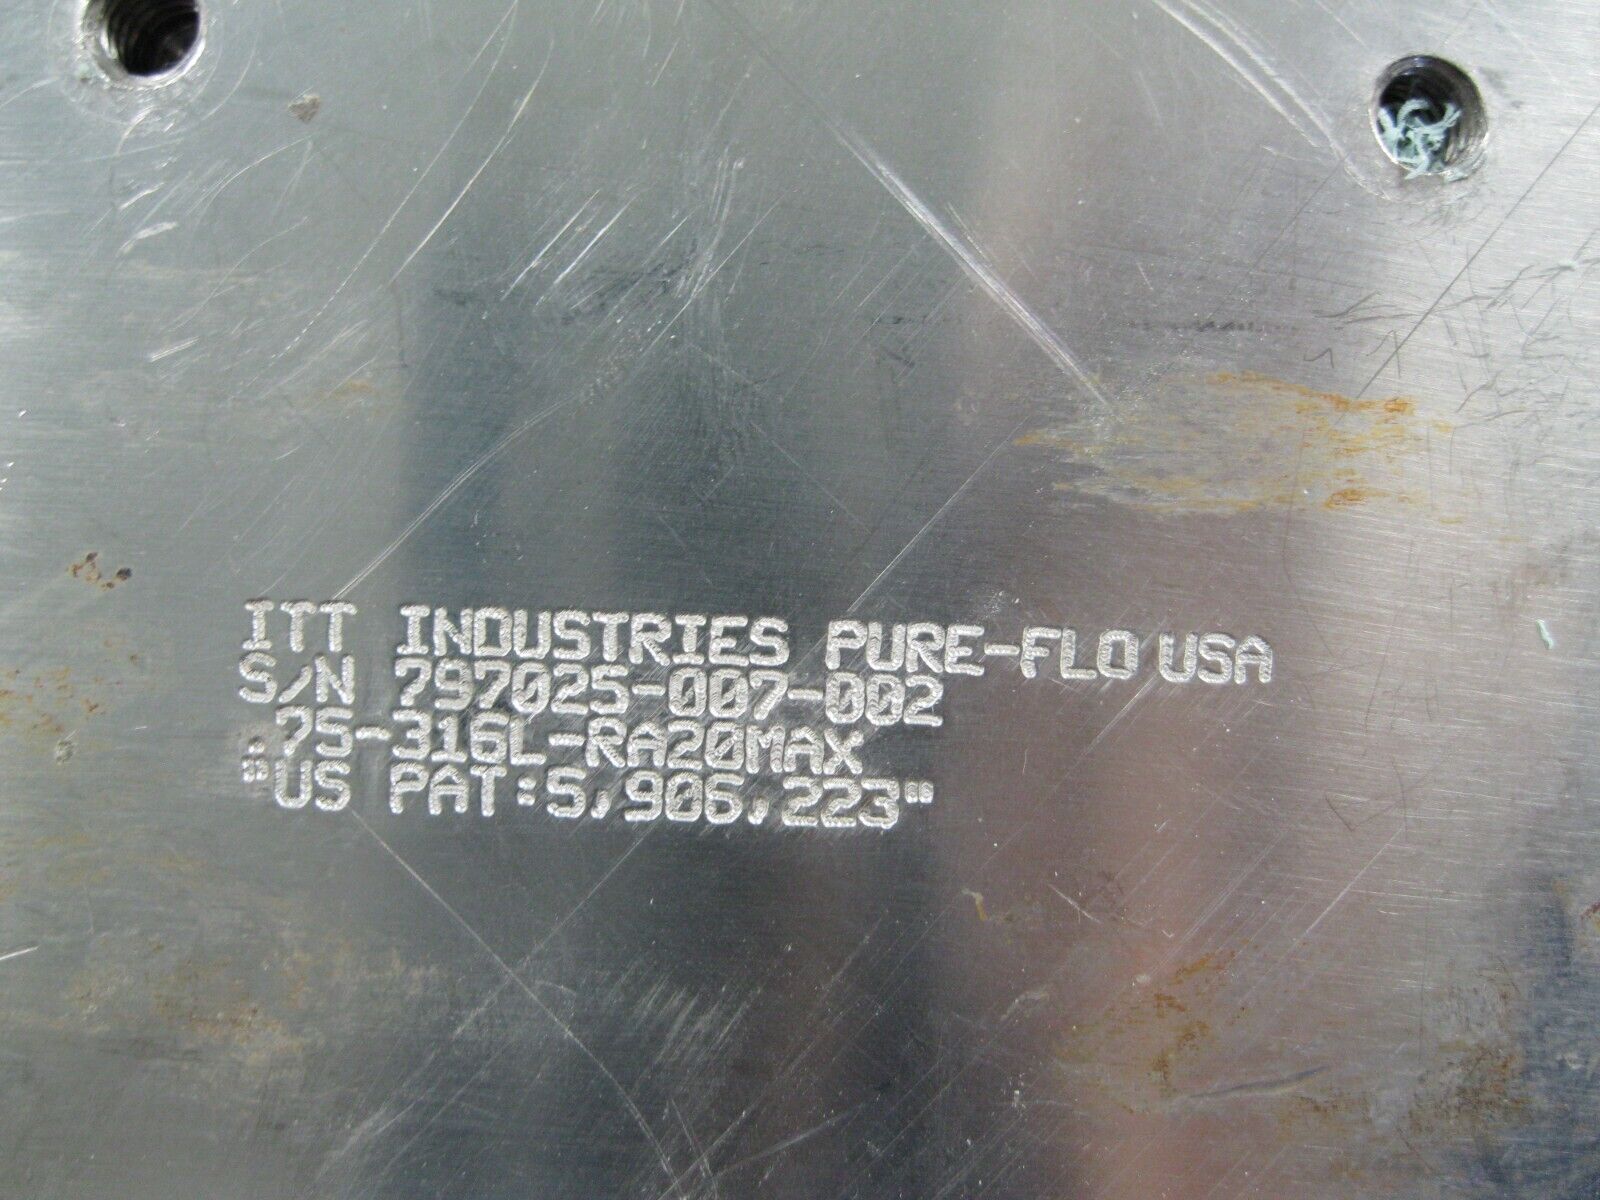 ITT INDUSTRIES PURE-FLO USA
S/N 797025-007-002
.75-316L-RA20MAX
"US PAT:5,906,223"